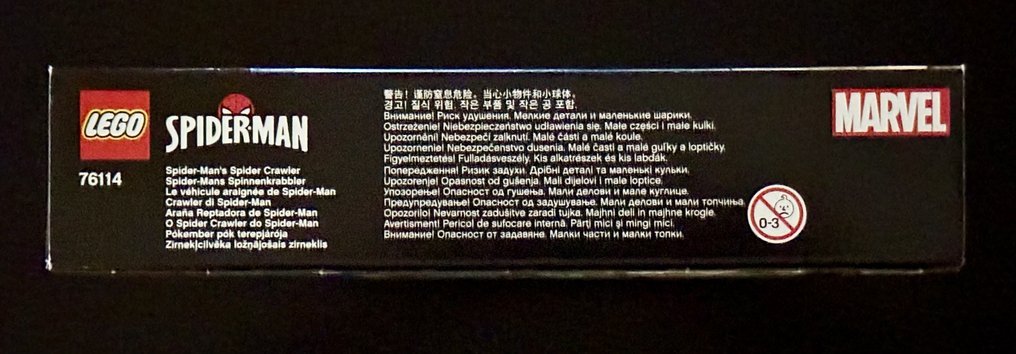 LEGO
SPIDER-MAN
76114
Spider-Man's Spider Crawler
Spider-Mans Spinnenkrabbler
Le véhicule araignée de Spider-Man
Crawler di Spider-Man
Araña Reptadora de Spider-Man
O Spider Crawler do Spider-Man
Pókember pók terepjárója
Zirnekļcilvēka ložņājošais zirneklis
警告！谨防窒息危险。当心小物件和小球体。
경고! 질식 위험. 작은 부품 및 작은 공 포함.
Внимание! Риск удушения. Мелкие детали и маленькие шарики.
Ostrzeżenie! Niebezpieczeństwo udławienia się. Małe części i małe kulki.
Upozornění! Nebezpečí zalknutí. Malé části a malé koule.
Upozornenie! Nebezpečenstvo dusenia. Malé časti a malé guľky a loptičky.
Figyelmeztetés! Fulladásveszély. Kis alkatrészek és kis labdák.
Попередження! Ризик задухи. Дрібні деталі та маленькі кульки.
Upozorenje! Opasnost od gušenja. Mali dijelovi i male loptice.
Упозорење! Опасност од гушења. Мали делови и мале куглице.
Предупредување! Опасност од задушување. Мали делови и мали топчиња.
Opozorilo! Nevarnost zadušitve zaradi tujka. Majhni deli in majhne krogle.
Avertisment! Pericol de sufocare internă. Părţi mici şi mingi mici.
Внимание! Опасност от задавяне. Малки части и малки топки.
0-3
MARVEL